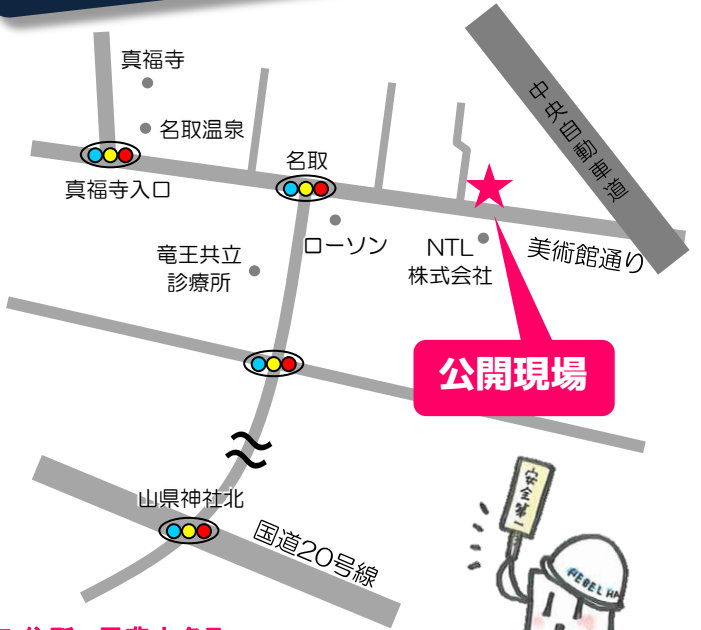 真福寺
名取温泉
真福寺入口
名取
中央自動車道
ローソン
NTL
株式会社
美術館通り
竜王共立
診療所
公開現場
山県神社北
国道20号線
安全第一
HEBEL HA